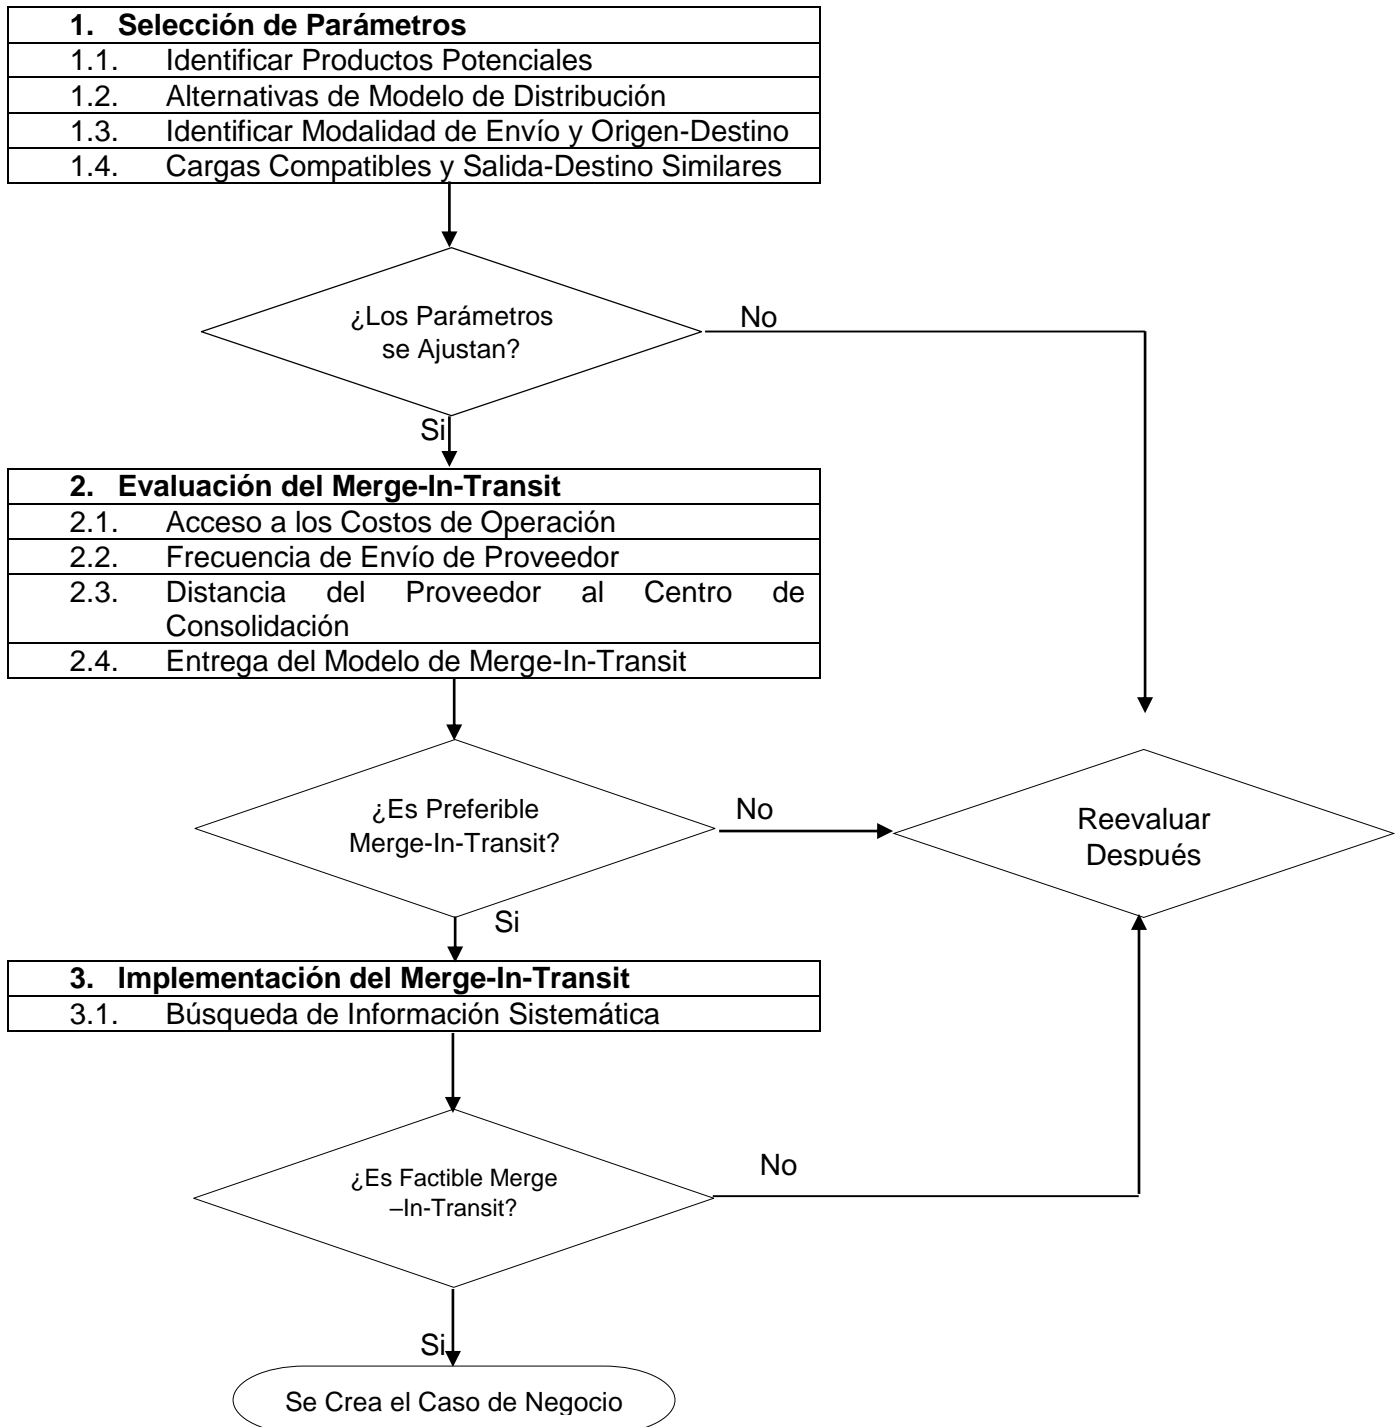 1. Selección de Parámetros
1.1. Identificar Productos Potenciales
1.2. Alternativas de Modelo de Distribución
1.3. Identificar Modalidad de Envío y Origen-Destino
1.4. Cargas Compatibles y Salida-Destino Similares
¿Los Parámetros
se Ajustan?
No
Si
2. Evaluación del Merge-In-Transit
2.1. Acceso a los Costos de Operación
2.2. Frecuencia de Envío de Proveedor
2.3. Distancia del Proveedor al Centro de
Consolidación
2.4. Entrega del Modelo de Merge-In-Transit
¿Es Preferible
Merge-In-Transit?
No
Reevaluar
Después
Si
3. Implementación del Merge-In-Transit
3.1. Búsqueda de Información Sistemática
¿Es Factible Merge
–In-Transit?
No
Si
Se Crea el Caso de Negocio